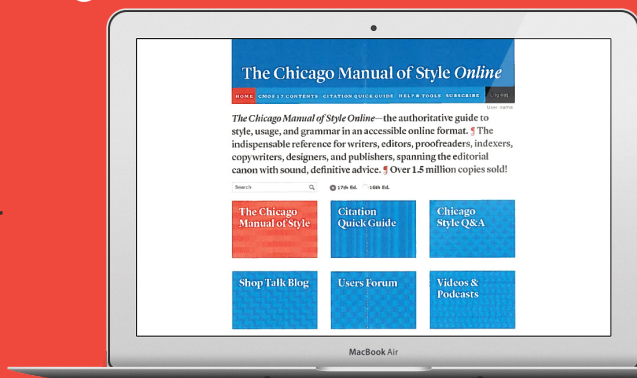 The Chicago Manual of Style Online
HOME CMOS 17 CONTENTS CITATION QUICK GUIDE HELP & TOOLS SUBSCRIBE
User name
The Chicago Manual of Style Online—the authoritative guide to
style, usage, and grammar in an accessible online format. ¶ The
indispensable reference for writers, editors, proofreaders, indexers,
copywriters, designers, and publishers, spanning the editorial
canon with sound, definitive advice. ¶ Over 1.5 million copies sold!
Search 17th Ed. 16th Ed.
The Chicago
Manual of Style
Citation
Quick Guide
Chicago
Style Q&A
Shop Talk Blog
Users Forum
Videos &
Podcasts
MacBook Air